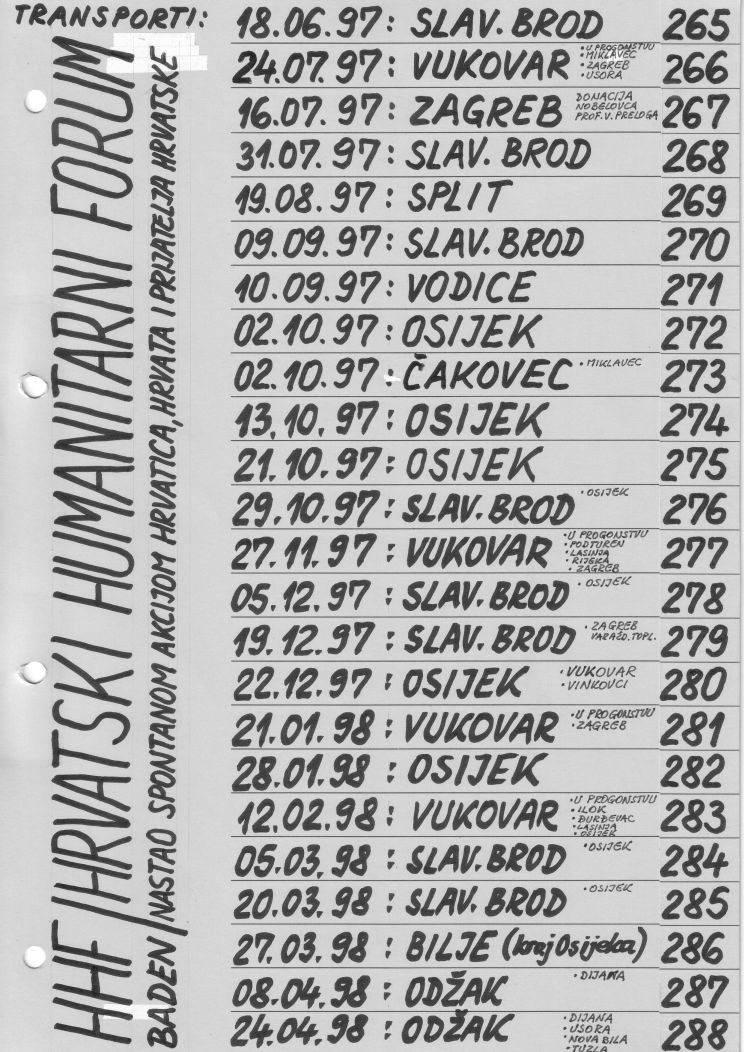 TRANSPORTI:
HHF/HRVATSKI HUMANITARNI FORUM
BADEN/NASTAO SPONTANOM AKCIJOM HRVATICA, HRVATA I PRIJATELJA HRVATSKE
18.06.97: SLAV. BROD 265
24.07.97: VUKOVAR •U PROGONSTVU 266
•MIKLAVEC
•ZAGREB
•USORA
16.07.97: ZAGREB DONACIJA 267
NOBELOVCA
PROF. V. PRELOGA
31.07.97: SLAV. BROD 268
19.08.97: SPLIT 269
09.09.97: SLAV. BROD 270
10.09.97: VODICE 271
02.10.97: OSIJEK 272
02.10.97: ČAKOVEC •MIKLAVEC 273
13.10.97: OSIJEK 274
21.10.97: OSIJEK 275
29.10.97: SLAV. BROD •OSIJEK 276
27.11.97: VUKOVAR •U PROGONSTVU 277
•PODTUREN
•LASINJA
•RIJEKA
•ZAGREB
05.12.97: SLAV. BROD •OSIJEK 278
19.12.97: SLAV. BROD •ZAGREB 279
VARAŽD. TOPL.
22.12.97: OSIJEK •VUKOVAR 280
•VINKOVCI
21.01.98: VUKOVAR •U PROGONSTVU 281
•ZAGREB
28.01.98: OSIJEK 282
12.02.98: VUKOVAR •U PROGONSTVU 283
•ILOK
•ĐURĐEVAC
•LASINJA
•OSIJEK
05.03.98: SLAV. BROD •OSIJEK 284
20.03.98: SLAV. BROD •OSIJEK 285
27.03.98: BILJE (kraj Osijeka) 286
08.04.98: ODŽAK •DIJANA 287
24.04.98: ODŽAK •DIJANA 288
•USORA
•NOVA BILA
•TUZLA